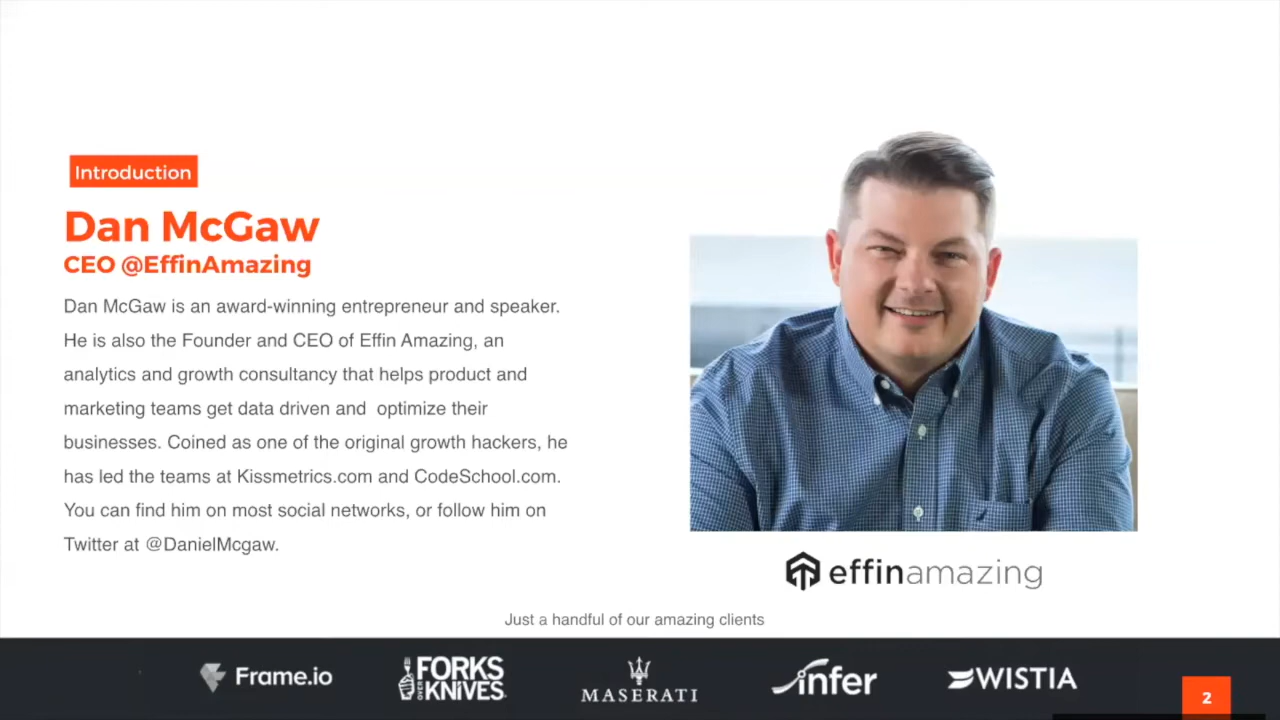 Introduction
Dan McGaw
CEO @EffinAmazing
Dan McGaw is an award-winning entrepreneur and speaker.
He is also the Founder and CEO of Effin Amazing, an
analytics and growth consultancy that helps product and
marketing teams get data driven and  optimize their
businesses. Coined as one of the original growth hackers, he
has led the teams at Kissmetrics.com and CodeSchool.com.
You can find him on most social networks, or follow him on
Twitter at @DanielMcgaw.
effinamazing
Just a handful of our amazing clients
Frame.io
FORKS
OVER
KNIVES
MASERATI
infer
WISTIA
2